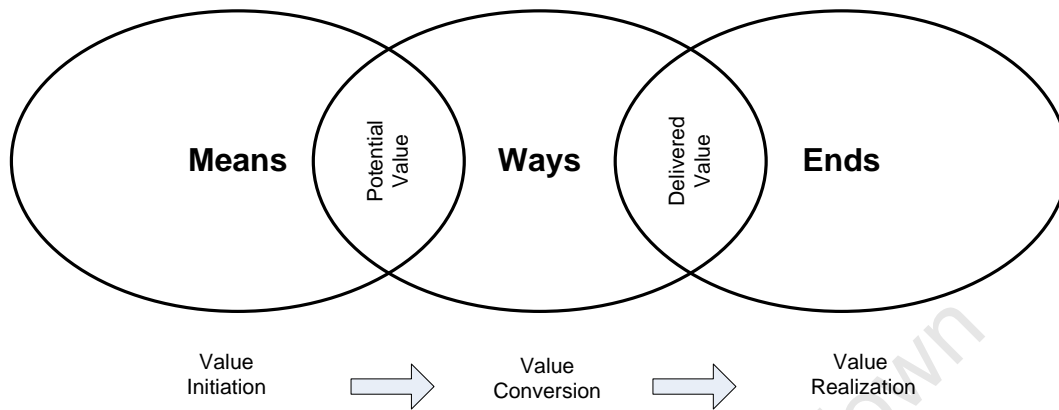 Means
Potential
Value
Ways
Delivered
Value
Ends
Value
Initiation
Value
Conversion
Value
Realization